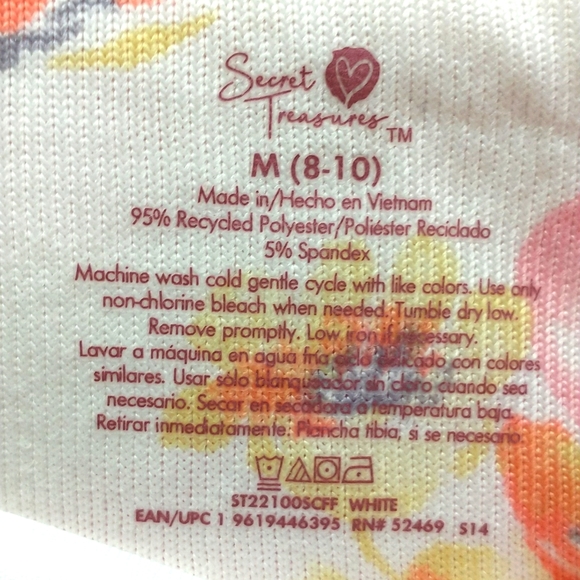 Secret
Treasures™
M (8-10)
Made in/Hecho en Vietnam
95% Recycled Polyester/Poliéster Reciclado
5% Spandex
Machine wash cold gentle cycle with like colors. Use only
non-chlorine bleach when needed. Tumble dry low.
Remove promptly. Low iron if necessary.
Lavar a máquina en agua fría ciclo delicado con colores
similares. Usar sólo blanqueador sin cloro cuando sea
necesario. Secar en secadora a temperatura baja.
Retirar inmediatamente. Plancha tibia, si se necesario.
ST22100SCFF WHITE
EAN/UPC 1 9619446395 RN# 52469 S14